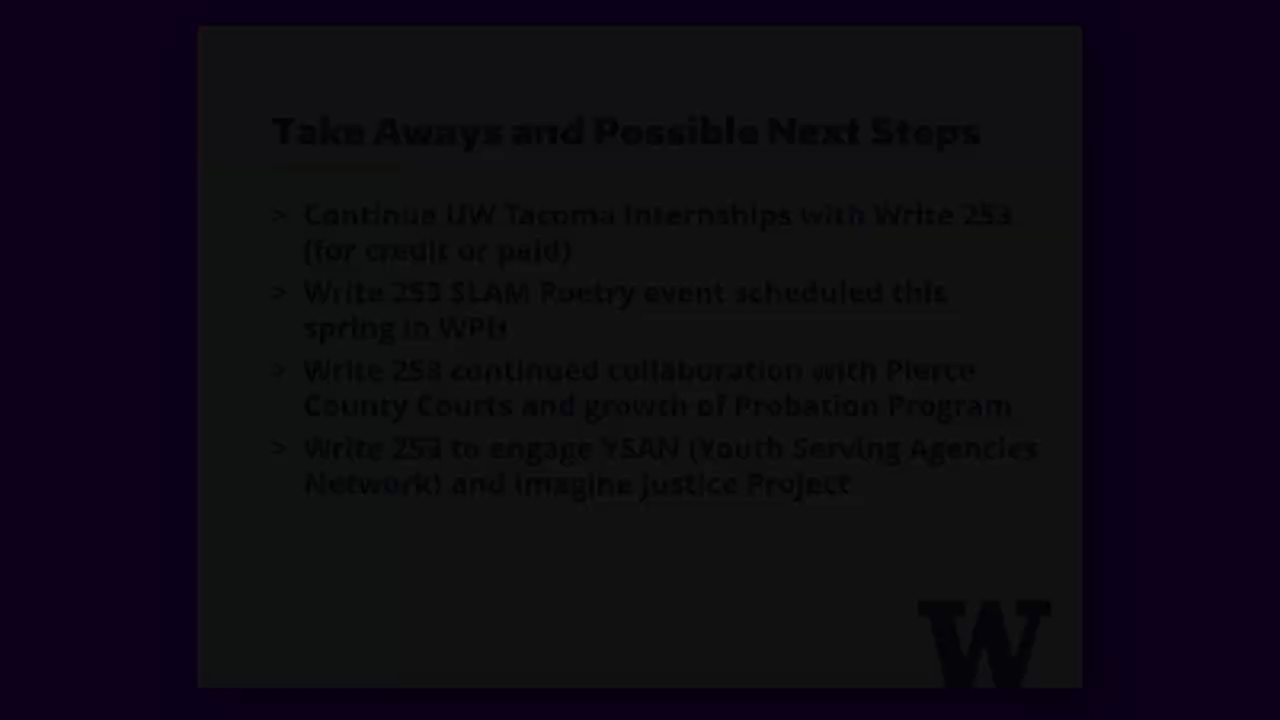 Take Aways and Possible Next Steps
> Continue UW Tacoma Internships with Write 253
(for credit or paid)
> Write 253 SLAM Poetry event scheduled this
spring in WPH
> Write 253 continued collaboration with Pierce
County Courts and growth of Probation Program
> Write 253 to engage YSAN (Youth Serving Agencies
Network) and Imagine Justice Project
W